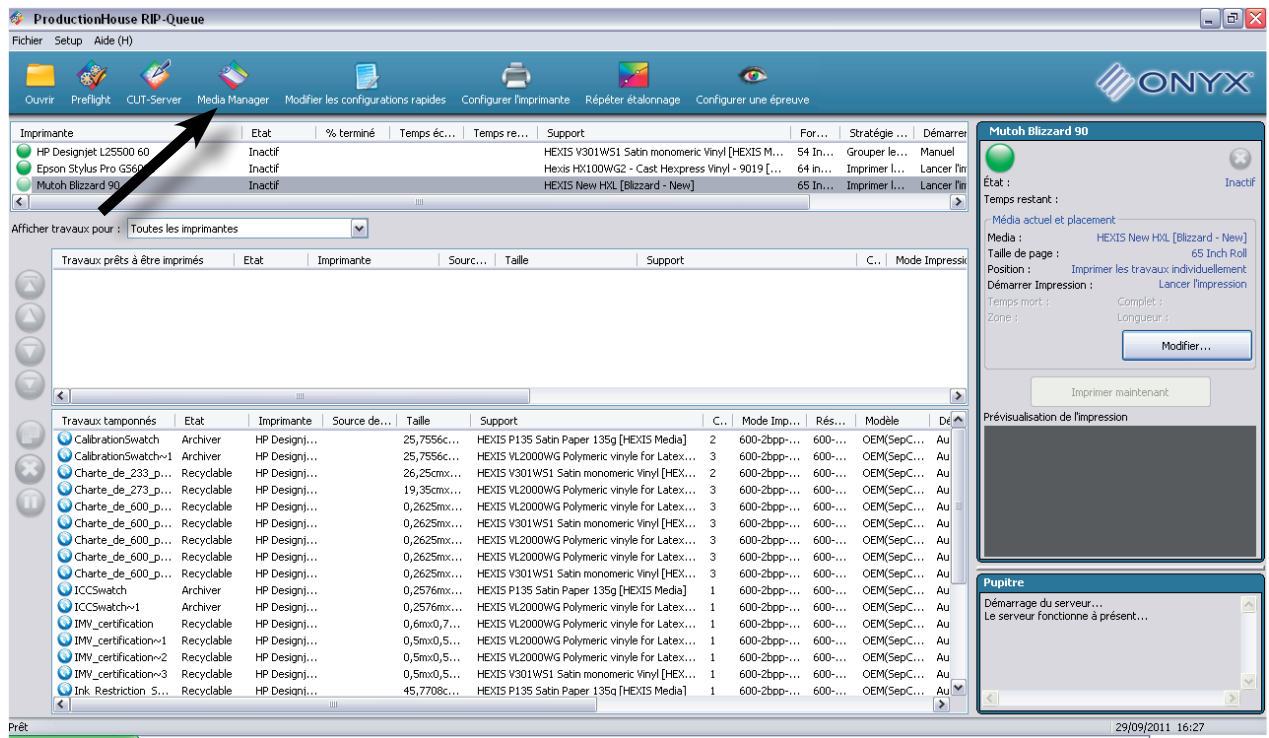 ProductionHouse RIP-Queue
Fichier Setup Aide (H)
Ouvrir Preflight CUT-Server Media Manager Modifier les configurations rapides Configurer l'imprimante Répéter étalonnage Configurer une épreuve
ONYX
Imprimante Etat % terminé Temps éc... Temps re... Support For... Stratégie ... Démarrer
HP Designjet L25500 60 Inactif HEXIS V301WS1 Satin monomeric Vinyl [HEXIS M... 54 In... Grouper le... Manuel
Epson Stylus Pro GS60 Inactif Hexis HX100WG2 - Cast Hexpress Vinyl - 9019 [... 64 in... Imprimer l... Lancer l'im
Mutoh Blizzard 90 Inactif HEXIS New HXL [Blizzard - New] 65 In... Imprimer l... Lancer l'im
Afficher travaux pour : Toutes les imprimantes
Travaux prêts à être imprimés Etat Imprimante Sourc... Taille Support C.. Mode Impressio
Travaux tamponnés Etat Imprimante Source de... Taille Support C.. Mode Imp... Rés... Modèle Dé
CalibrationSwatch Archiver HP Designj... 25,7556c... HEXIS P135 Satin Paper 135g [HEXIS Media] 2 600-2bpp-... 600-... OEM(SepC... Au
CalibrationSwatch~1 Archiver HP Designj... 25,7556c... HEXIS VL2000WG Polymeric vinyle for Latex... 3 600-2bpp-... 600-... OEM(SepC... Au
Charte_de_233_p... Recyclable HP Designj... 26,25cmx... HEXIS V301WS1 Satin monomeric Vinyl [HEX... 2 600-2bpp-... 600-... OEM(SepC... Au
Charte_de_273_p... Recyclable HP Designj... 19,35cmx... HEXIS VL2000WG Polymeric vinyle for Latex... 3 600-2bpp-... 600-... OEM(SepC... Au
Charte_de_600_p... Recyclable HP Designj... 0,2625mx... HEXIS VL2000WG Polymeric vinyle for Latex... 3 600-2bpp-... 600-... OEM(SepC... Au
Charte_de_600_p... Recyclable HP Designj... 0,2625mx... HEXIS V301WS1 Satin monomeric Vinyl [HEX... 3 600-2bpp-... 600-... OEM(SepC... Au
Charte_de_600_p... Recyclable HP Designj... 0,2625mx... HEXIS VL2000WG Polymeric vinyle for Latex... 3 600-2bpp-... 600-... OEM(SepC... Au
Charte_de_600_p... Recyclable HP Designj... 0,2625mx... HEXIS VL2000WG Polymeric vinyle for Latex... 3 600-2bpp-... 600-... OEM(SepC... Au
Charte_de_600_p... Recyclable HP Designj... 0,2625mx... HEXIS V301WS1 Satin monomeric Vinyl [HEX... 3 600-2bpp-... 600-... OEM(SepC... Au
ICCSwatch Archiver HP Designj... 0,2576mx... HEXIS P135 Satin Paper 135g [HEXIS Media] 1 600-2bpp-... 600-... OEM(SepC... Au
ICCSwatch~1 Archiver HP Designj... 0,2576mx... HEXIS VL2000WG Polymeric vinyle for Latex... 1 600-2bpp-... 600-... OEM(SepC... Au
IMV_certification Recyclable HP Designj... 0,6mx0,7... HEXIS VL2000WG Polymeric vinyle for Latex... 1 600-2bpp-... 600-... OEM(SepC... Au
IMV_certification~1 Recyclable HP Designj... 0,5mx0,5... HEXIS VL2000WG Polymeric vinyle for Latex... 1 600-2bpp-... 600-... OEM(SepC... Au
IMV_certification~2 Recyclable HP Designj... 0,5mx0,5... HEXIS VL2000WG Polymeric vinyle for Latex... 1 600-2bpp-... 600-... OEM(SepC... Au
IMV_certification~3 Recyclable HP Designj... 0,5mx0,5... HEXIS V301WS1 Satin monomeric Vinyl [HEX... 1 600-2bpp-... 600-... OEM(SepC... Au
Ink Restriction S... Recyclable HP Designj... 45,7708c... HEXIS P135 Satin Paper 135g [HEXIS Media] 1 600-2bpp-... 600-... OEM(SepC... Au
Mutoh Blizzard 90
État : Inactif
Temps restant :
Média actuel et placement
Media : HEXIS New HXL [Blizzard - New]
Taille de page : 65 Inch Roll
Position : Imprimer les travaux individuellement
Démarrer Impression : Lancer l'impression
Temps mort : Complet :
Zone : Longueur :
Modifier...
Imprimer maintenant
Prévisualisation de l'impression
Pupitre
Démarrage du serveur...
Le serveur fonctionne à présent...
Prêt 29/09/2011 16:27